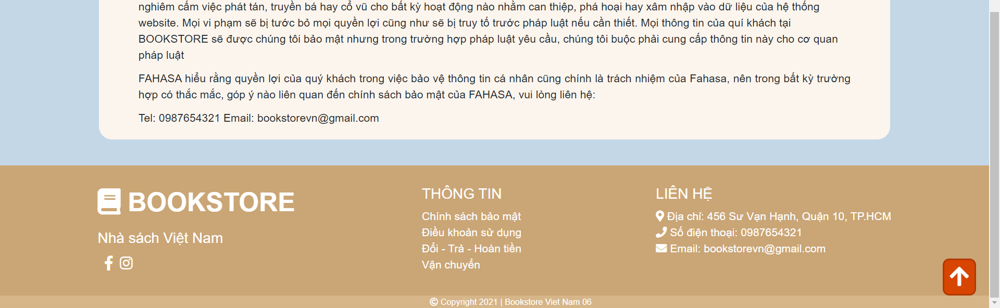 nghiêm cấm việc phát tán, truyền bá hay cổ vũ cho bất kỳ hoạt động nào nhằm can thiệp, phá hoại hay xâm nhập vào dữ liệu của hệ thống
website. Mọi vi phạm sẽ bị tước bỏ mọi quyền lợi cũng như sẽ bị truy tố trước pháp luật nếu cần thiết. Mọi thông tin của quí khách tại
BOOKSTORE sẽ được chúng tôi bảo mật nhưng trong trường hợp pháp luật yêu cầu, chúng tôi buộc phải cung cấp thông tin này cho cơ quan
pháp luật
FAHASA hiểu rằng quyền lợi của quý khách trong việc bảo vệ thông tin cá nhân cũng chính là trách nhiệm của Fahasa, nên trong bất kỳ trường
hợp có thắc mắc, góp ý nào liên quan đến chính sách bảo mật của FAHASA, vui lòng liên hệ:
Tel: 0987654321 Email: bookstorevn@gmail.com
BOOKSTORE
Nhà sách Việt Nam
THÔNG TIN
Chính sách bảo mật
Điều khoản sử dụng
Đổi - Trả - Hoàn tiền
Vận chuyển
LIÊN HỆ
Địa chỉ: 456 Sư Vạn Hạnh, Quận 10, TP.HCM
Số điện thoại: 0987654321
Email: bookstorevn@gmail.com
© Copyright 2021 | Bookstore Viet Nam 06